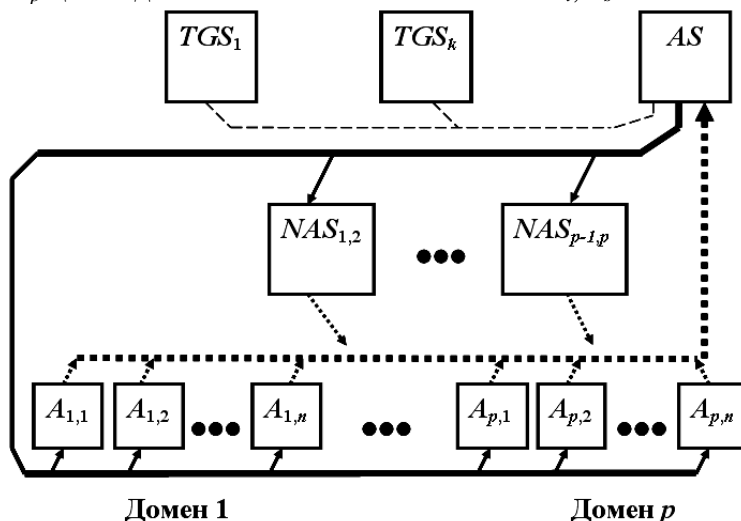 TGS₁ TGSₖ AS
NAS₁,₂ NASₚ₋₁,ₚ
A₁,₁ A₁,₂ A₁,ₙ Aₚ,₁ Aₚ,₂ Aₚ,ₙ
Домен 1 Домен p